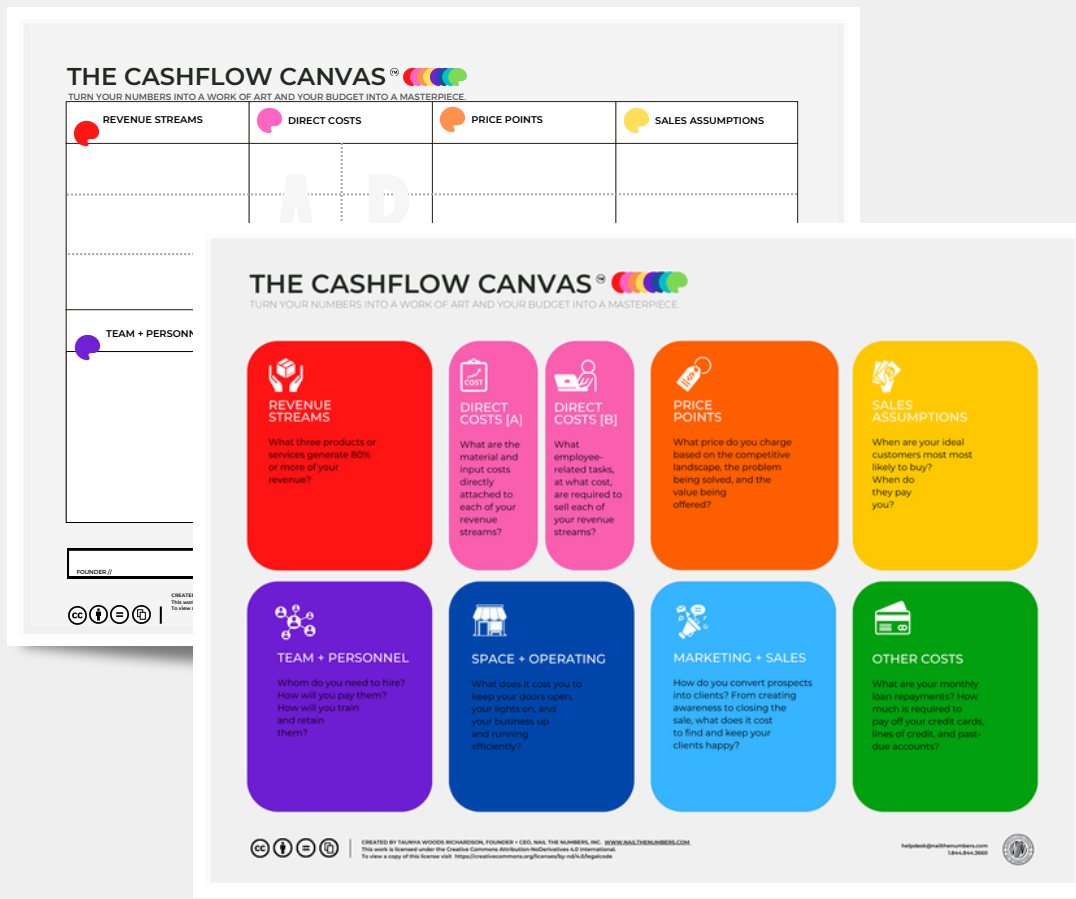 THE CASHFLOW CANVAS ™
TURN YOUR NUMBERS INTO A WORK OF ART AND YOUR BUDGET INTO A MASTERPIECE.
REVENUE STREAMS
DIRECT COSTS
PRICE POINTS
SALES ASSUMPTIONS
A B
TEAM + PERSONN
FOUNDER //
CREATED
This wor
To view a
THE CASHFLOW CANVAS ™
TURN YOUR NUMBERS INTO A WORK OF ART AND YOUR BUDGET INTO A MASTERPIECE.
REVENUE
STREAMS
What three products or
services generate 80%
or more of your
revenue?
COST
DIRECT
COSTS [A]
What are the
material and
input costs
directly
attached to
each of your
revenue
streams?
DIRECT
COSTS [B]
What
employee-
related tasks,
at what cost,
are required to
sell each of
your revenue
streams?
PRICE
POINTS
What price do you charge
based on the competitive
landscape, the problem
being solved, and the
value being
offered?
SALES
ASSUMPTIONS
When are your ideal
customers most most
likely to buy?
When do
they pay
you?
TEAM + PERSONNEL
Whom do you need to hire?
How will you pay them?
How will you train
and retain
them?
SPACE + OPERATING
What does it cost you to
keep your doors open,
your lights on, and
your business up
and running
efficiently?
MARKETING + SALES
How do you convert prospects
into clients? From creating
awareness to closing the
sale, what does it cost
to find and keep your
clients happy?
OTHER COSTS
What are your monthly
loan repayments? How
much is required to
pay off your credit cards,
lines of credit, and past-
due accounts?
CREATED BY TAUNYA WOODS RICHARDSON, FOUNDER + CEO, NAIL THE NUMBERS, INC. WWW.NAILTHENUMBERS.COM
This work is licensed under the Creative Commons Attribution-NoDerivatives 4.0 International.
To view a copy of this license visit https://creativecommons.org/licenses/by-nd/4.0/legalcode
helpdesk@nailthenumbers.com
1.844.844.3660